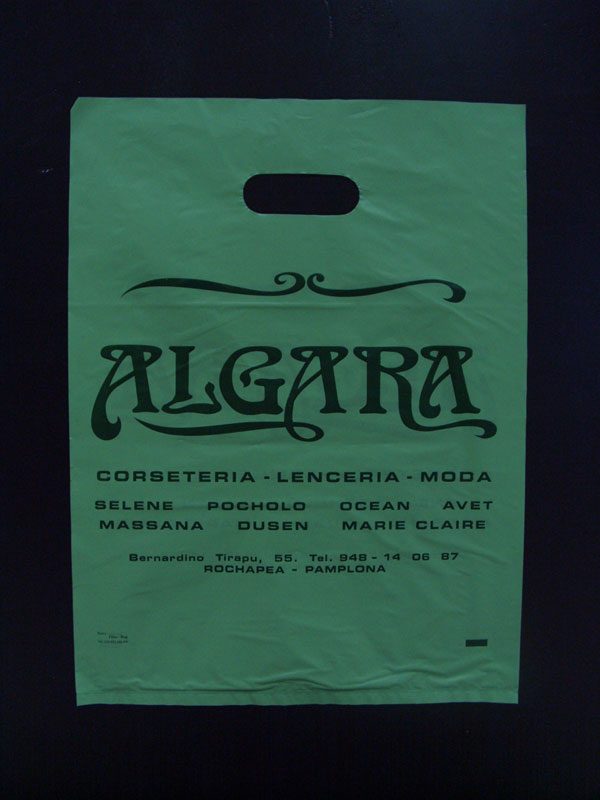 ALGARA
CORSETERIA - LENCERIA - MODA
SELENE POCHOLO OCEAN AVET
MASSANA DUSEN MARIE CLAIRE
Bernardino Tirapu, 55. Tel. 948 - 14 06 87
ROCHAPEA - PAMPLONA